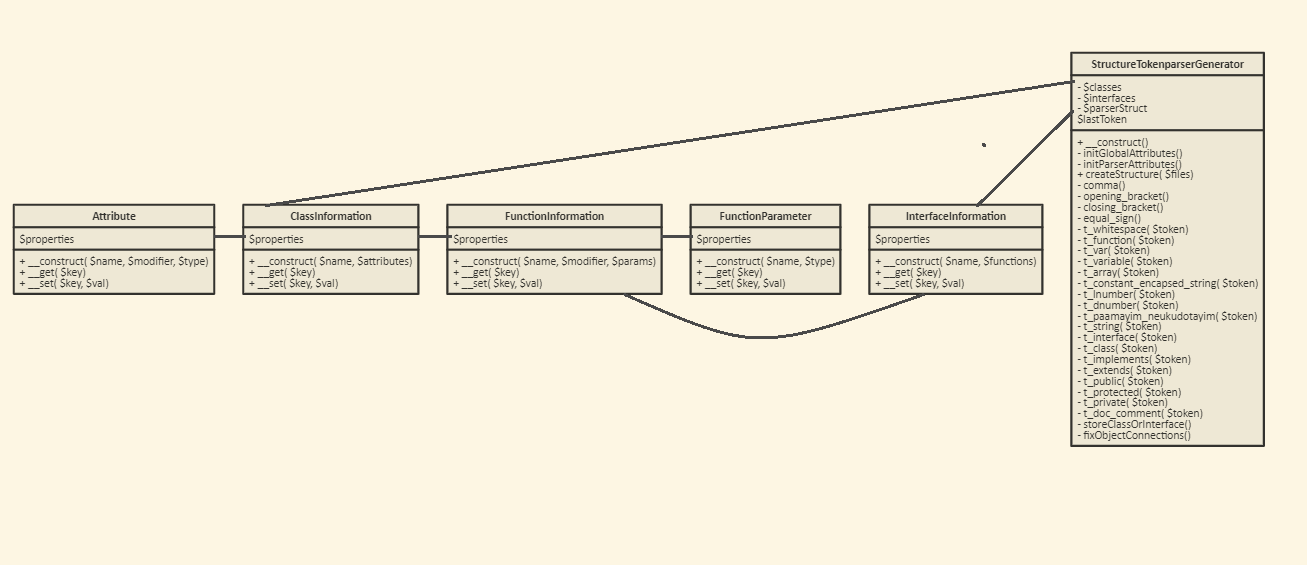 StructureTokenparserGenerator
- $classes
- $interfaces
- $parserStruct
$lastToken
+ __construct()
- initGlobalAttributes()
- initParserAttributes()
+ createStructure( $files)
- comma()
- opening_bracket()
- closing_bracket()
- equal_sign()
- t_whitespace( $token)
- t_function( $token)
- t_var( $token)
- t_variable( $token)
- t_array( $token)
- t_constant_encapsed_string( $token)
- t_lnumber( $token)
- t_dnumber( $token)
- t_paamayim_neukudotayim( $token)
- t_string( $token)
- t_interface( $token)
- t_class( $token)
- t_implements( $token)
- t_extends( $token)
- t_public( $token)
- t_protected( $token)
- t_private( $token)
- t_doc_comment( $token)
- storeClassOrInterface()
- fixObjectConnections()
Attribute
$properties
+ __construct( $name, $modifier, $type)
+ __get( $key)
+ __set( $key, $val)
ClassInformation
$properties
+ __construct( $name, $attributes)
+ __get( $key)
+ __set( $key, $val)
FunctionInformation
$properties
+ __construct( $name, $modifier, $params)
+ __get( $key)
+ __set( $key, $val)
FunctionParameter
$properties
+ __construct( $name, $type)
+ __get( $key)
+ __set( $key, $val)
InterfaceInformation
$properties
+ __construct( $name, $functions)
+ __get( $key)
+ __set( $key, $val)